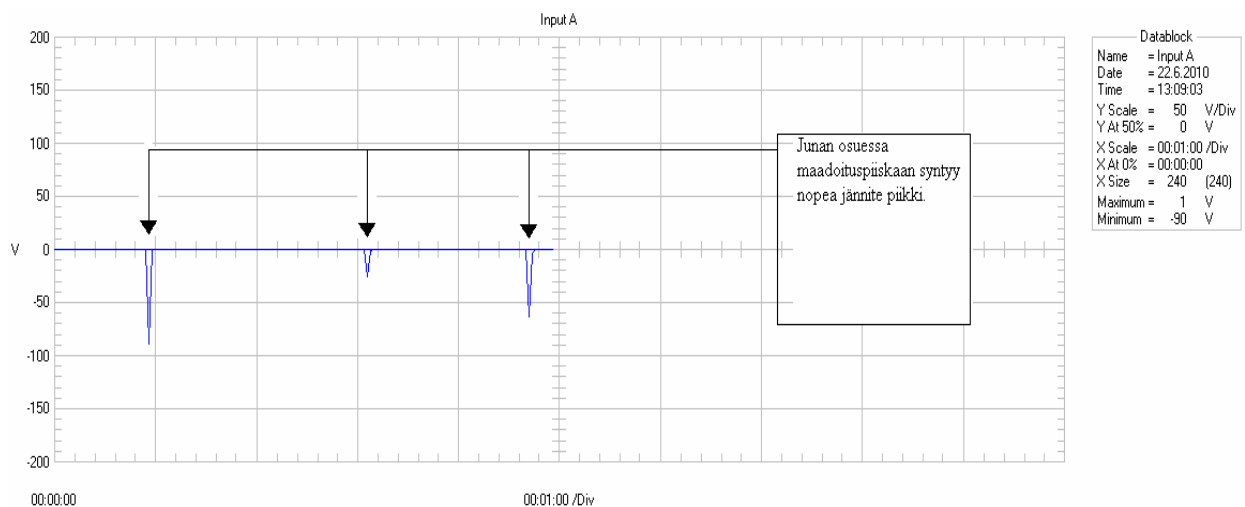 Input A
200
150
100
50
V 0
-50
-100
-150
-200
00:00:00
00:01:00 /Div
Junan osuessa
maadoituspiiskaan syntyy
nopea jännite piikki.
Datablock
Name = Input A
Date = 22.6.2010
Time = 13:09:03
Y Scale = 50 V/Div
Y At 50% = 0 V
X Scale = 00:01:00 /Div
X At 0% = 00:00:00
X Size = 240 (240)
Maximum = 1 V
Minimum = -90 V